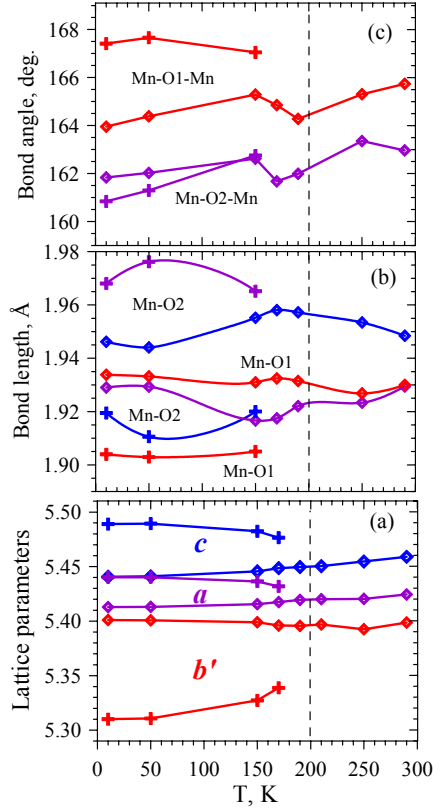 (c)
Bond angle, deg.
168
166
164
162
160
Mn-O1-Mn
Mn-O2-Mn
(b)
Bond length, Å
1.98
1.96
1.94
1.92
1.90
Mn-O2
Mn-O1
Mn-O2
Mn-O1
(a)
Lattice parameters
5.50
5.45
5.40
5.35
5.30
c
a
b'
0 50 100 150 200 250 300
T, K